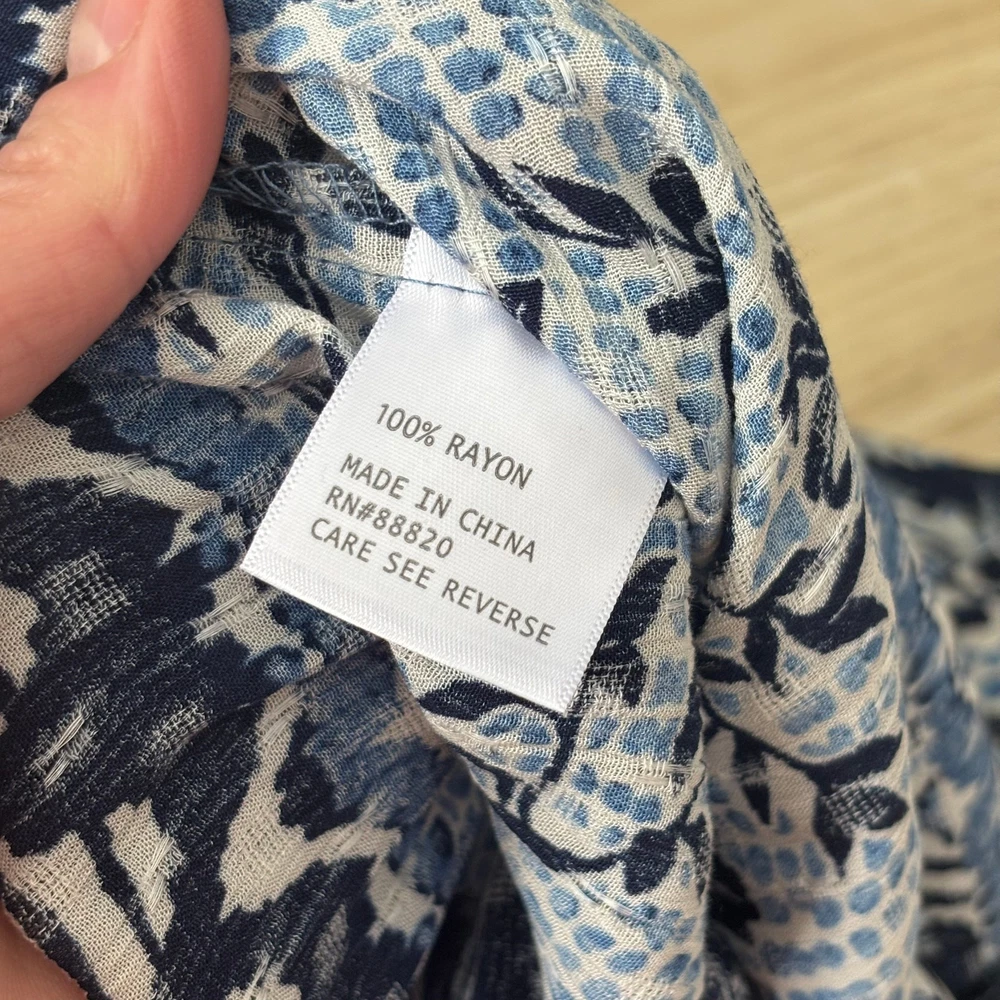 100% RAYON
MADE IN CHINA
RN#88820
CARE SEE REVERSE